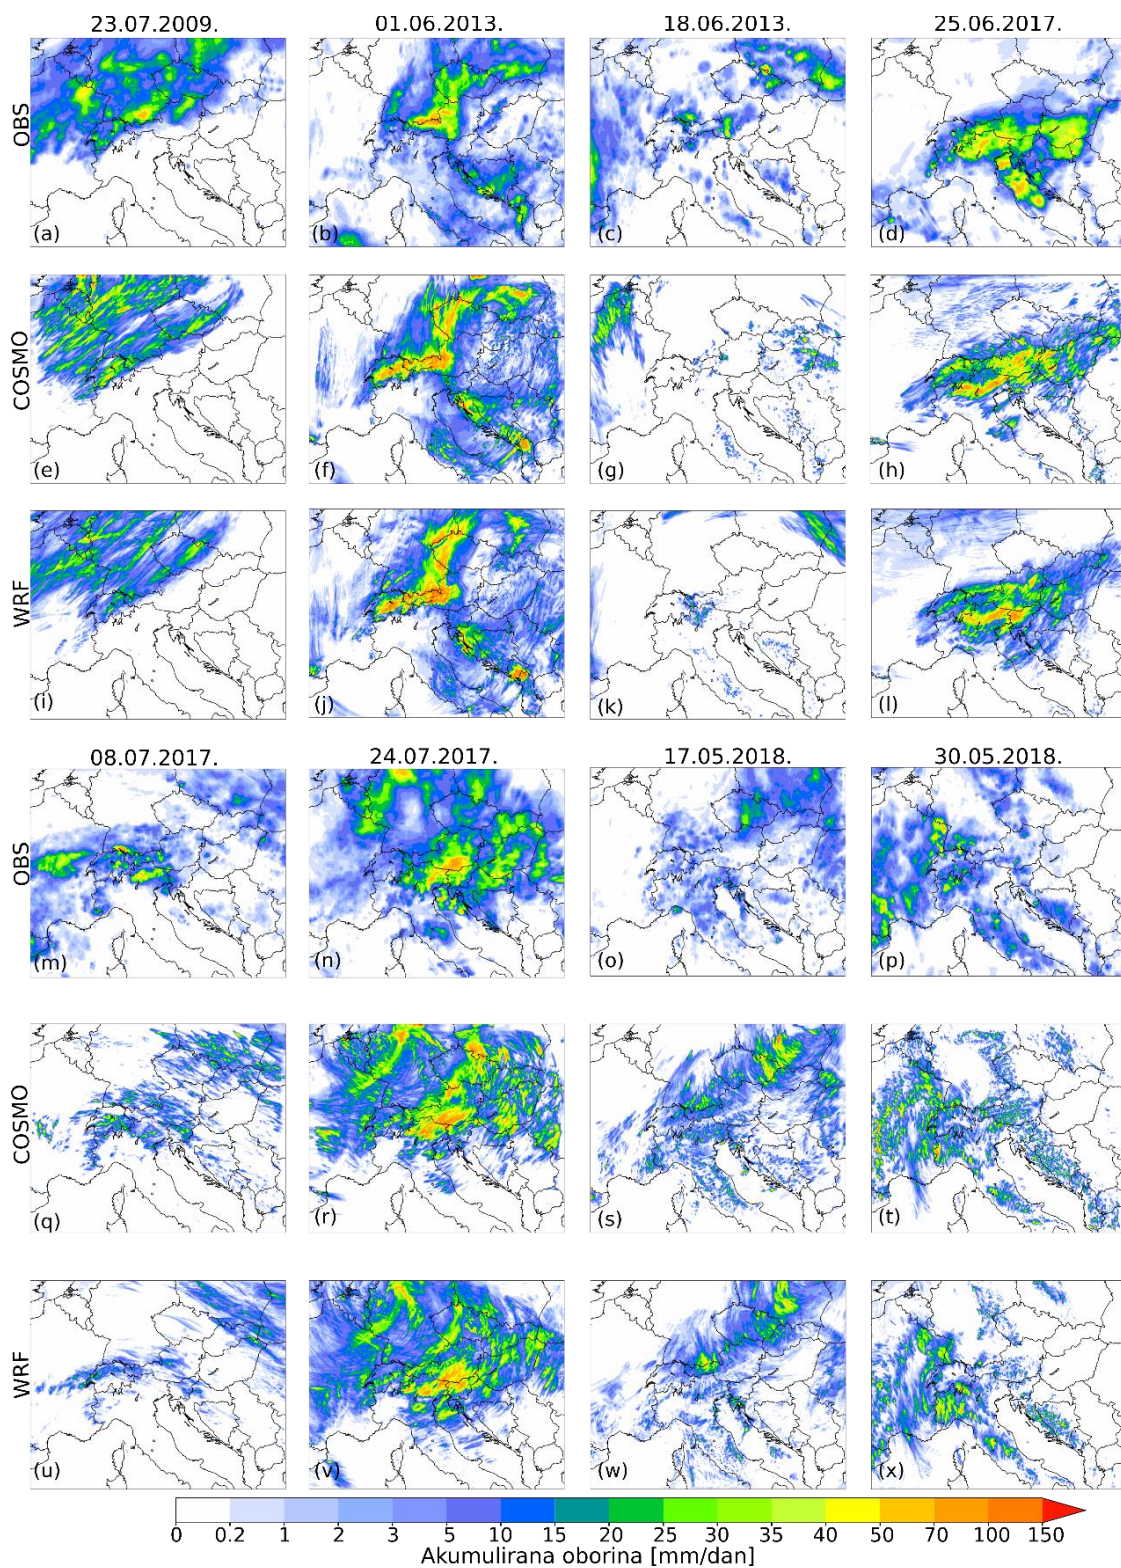 23.07.2009. 01.06.2013. 18.06.2013. 25.06.2017.
OBS
(a) (b) (c) (d)
COSMO
(e) (f) (g) (h)
WRF
(i) (j) (k) (l)
08.07.2017. 24.07.2017. 17.05.2018. 30.05.2018.
OBS
(m) (n) (o) (p)
COSMO
(q) (r) (s) (t)
WRF
(u) (v) (w) (x)
0 0.2 1 2 3 5 10 15 20 25 30 35 40 50 70 100 150
Akumulirana oborina [mm/dan]